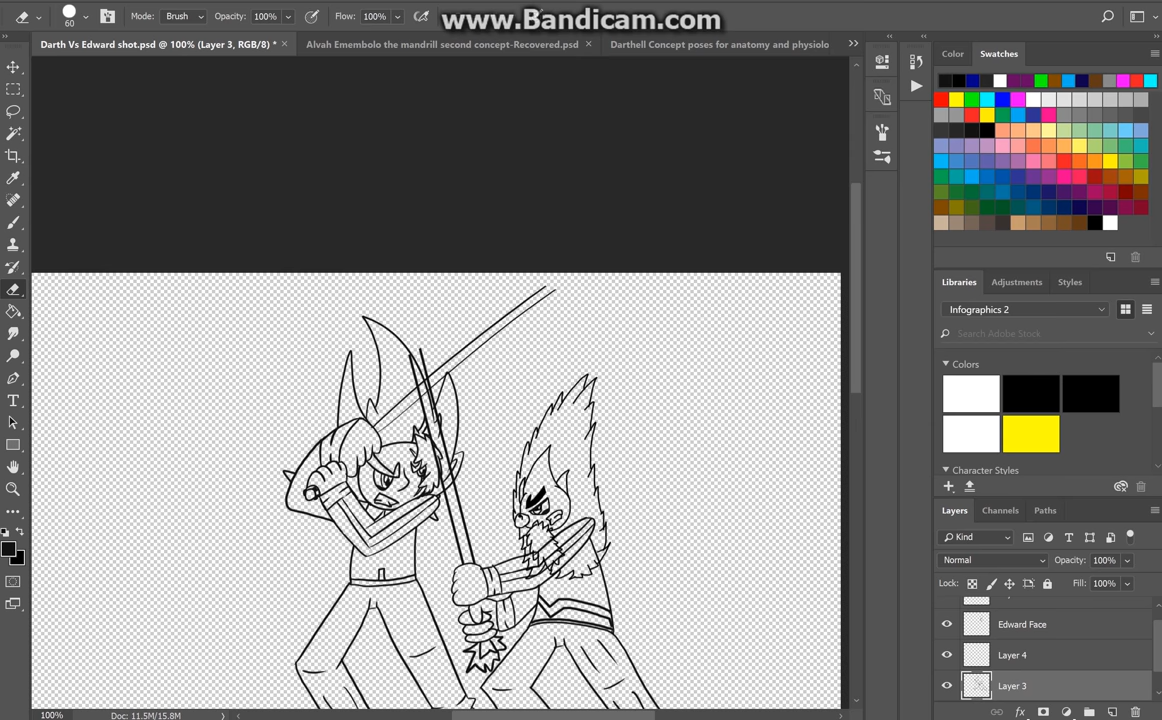 www.Bandicam.com
60 Mode: Brush Opacity: 100% Flow: 100%
Darth Vs Edward shot.psd @ 100% (Layer 3, RGB/8) * Alvah Emembolo the mandrill second concept-Recovered.psd Darthell Concept poses for anatomy and physiolo
Color Swatches
Libraries Adjustments Styles
Infographics 2
Search Adobe Stock
Colors
Character Styles
Layers Channels Paths
Kind
Normal Opacity: 100%
Lock: Fill: 100%
Edward Face
Layer 4
Layer 3
100% Doc: 11.5M/15.8M
fx